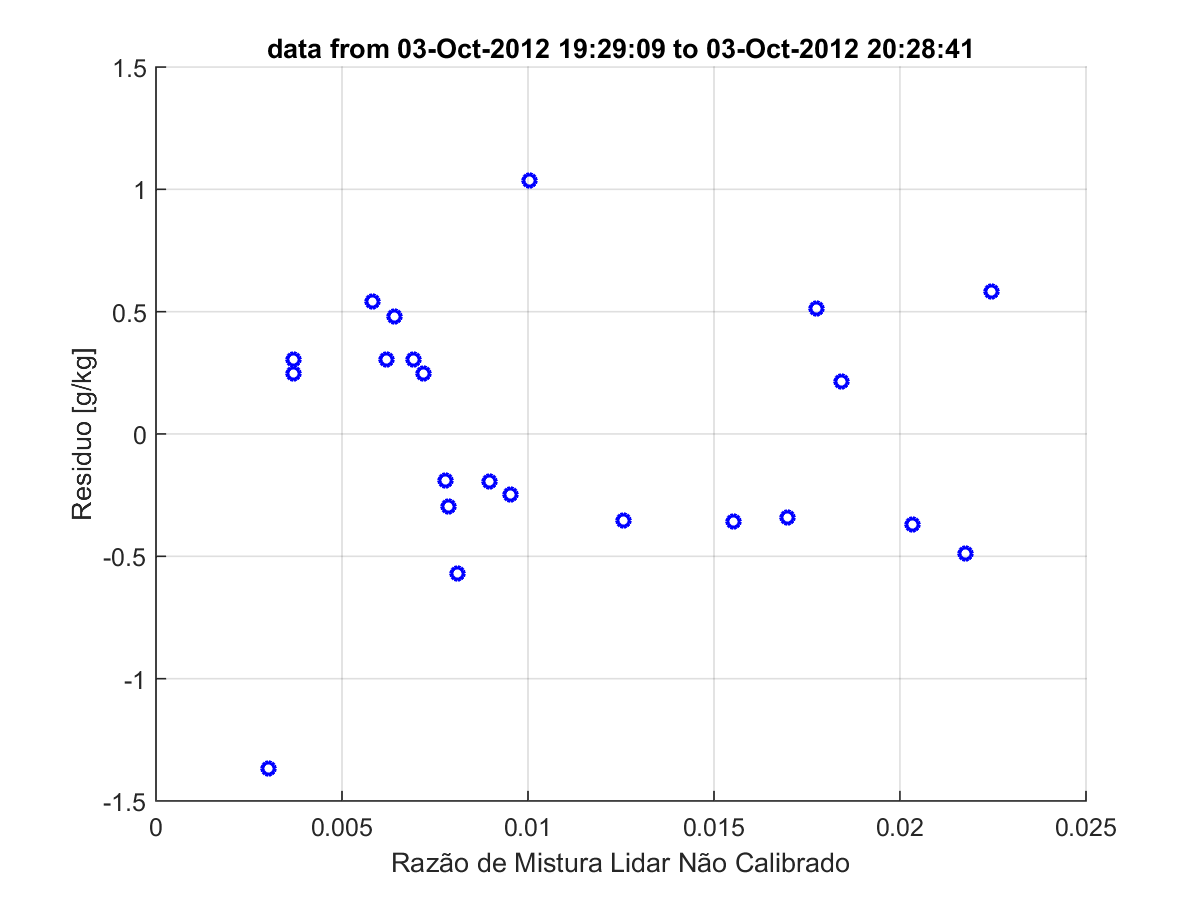 data from 03-Oct-2012 19:29:09 to 03-Oct-2012 20:28:41
1.5
1
0.5
0
-0.5
-1
-1.5
Residuo [g/kg]
0 0.005 0.01 0.015 0.02 0.025
Razão de Mistura Lidar Não Calibrado